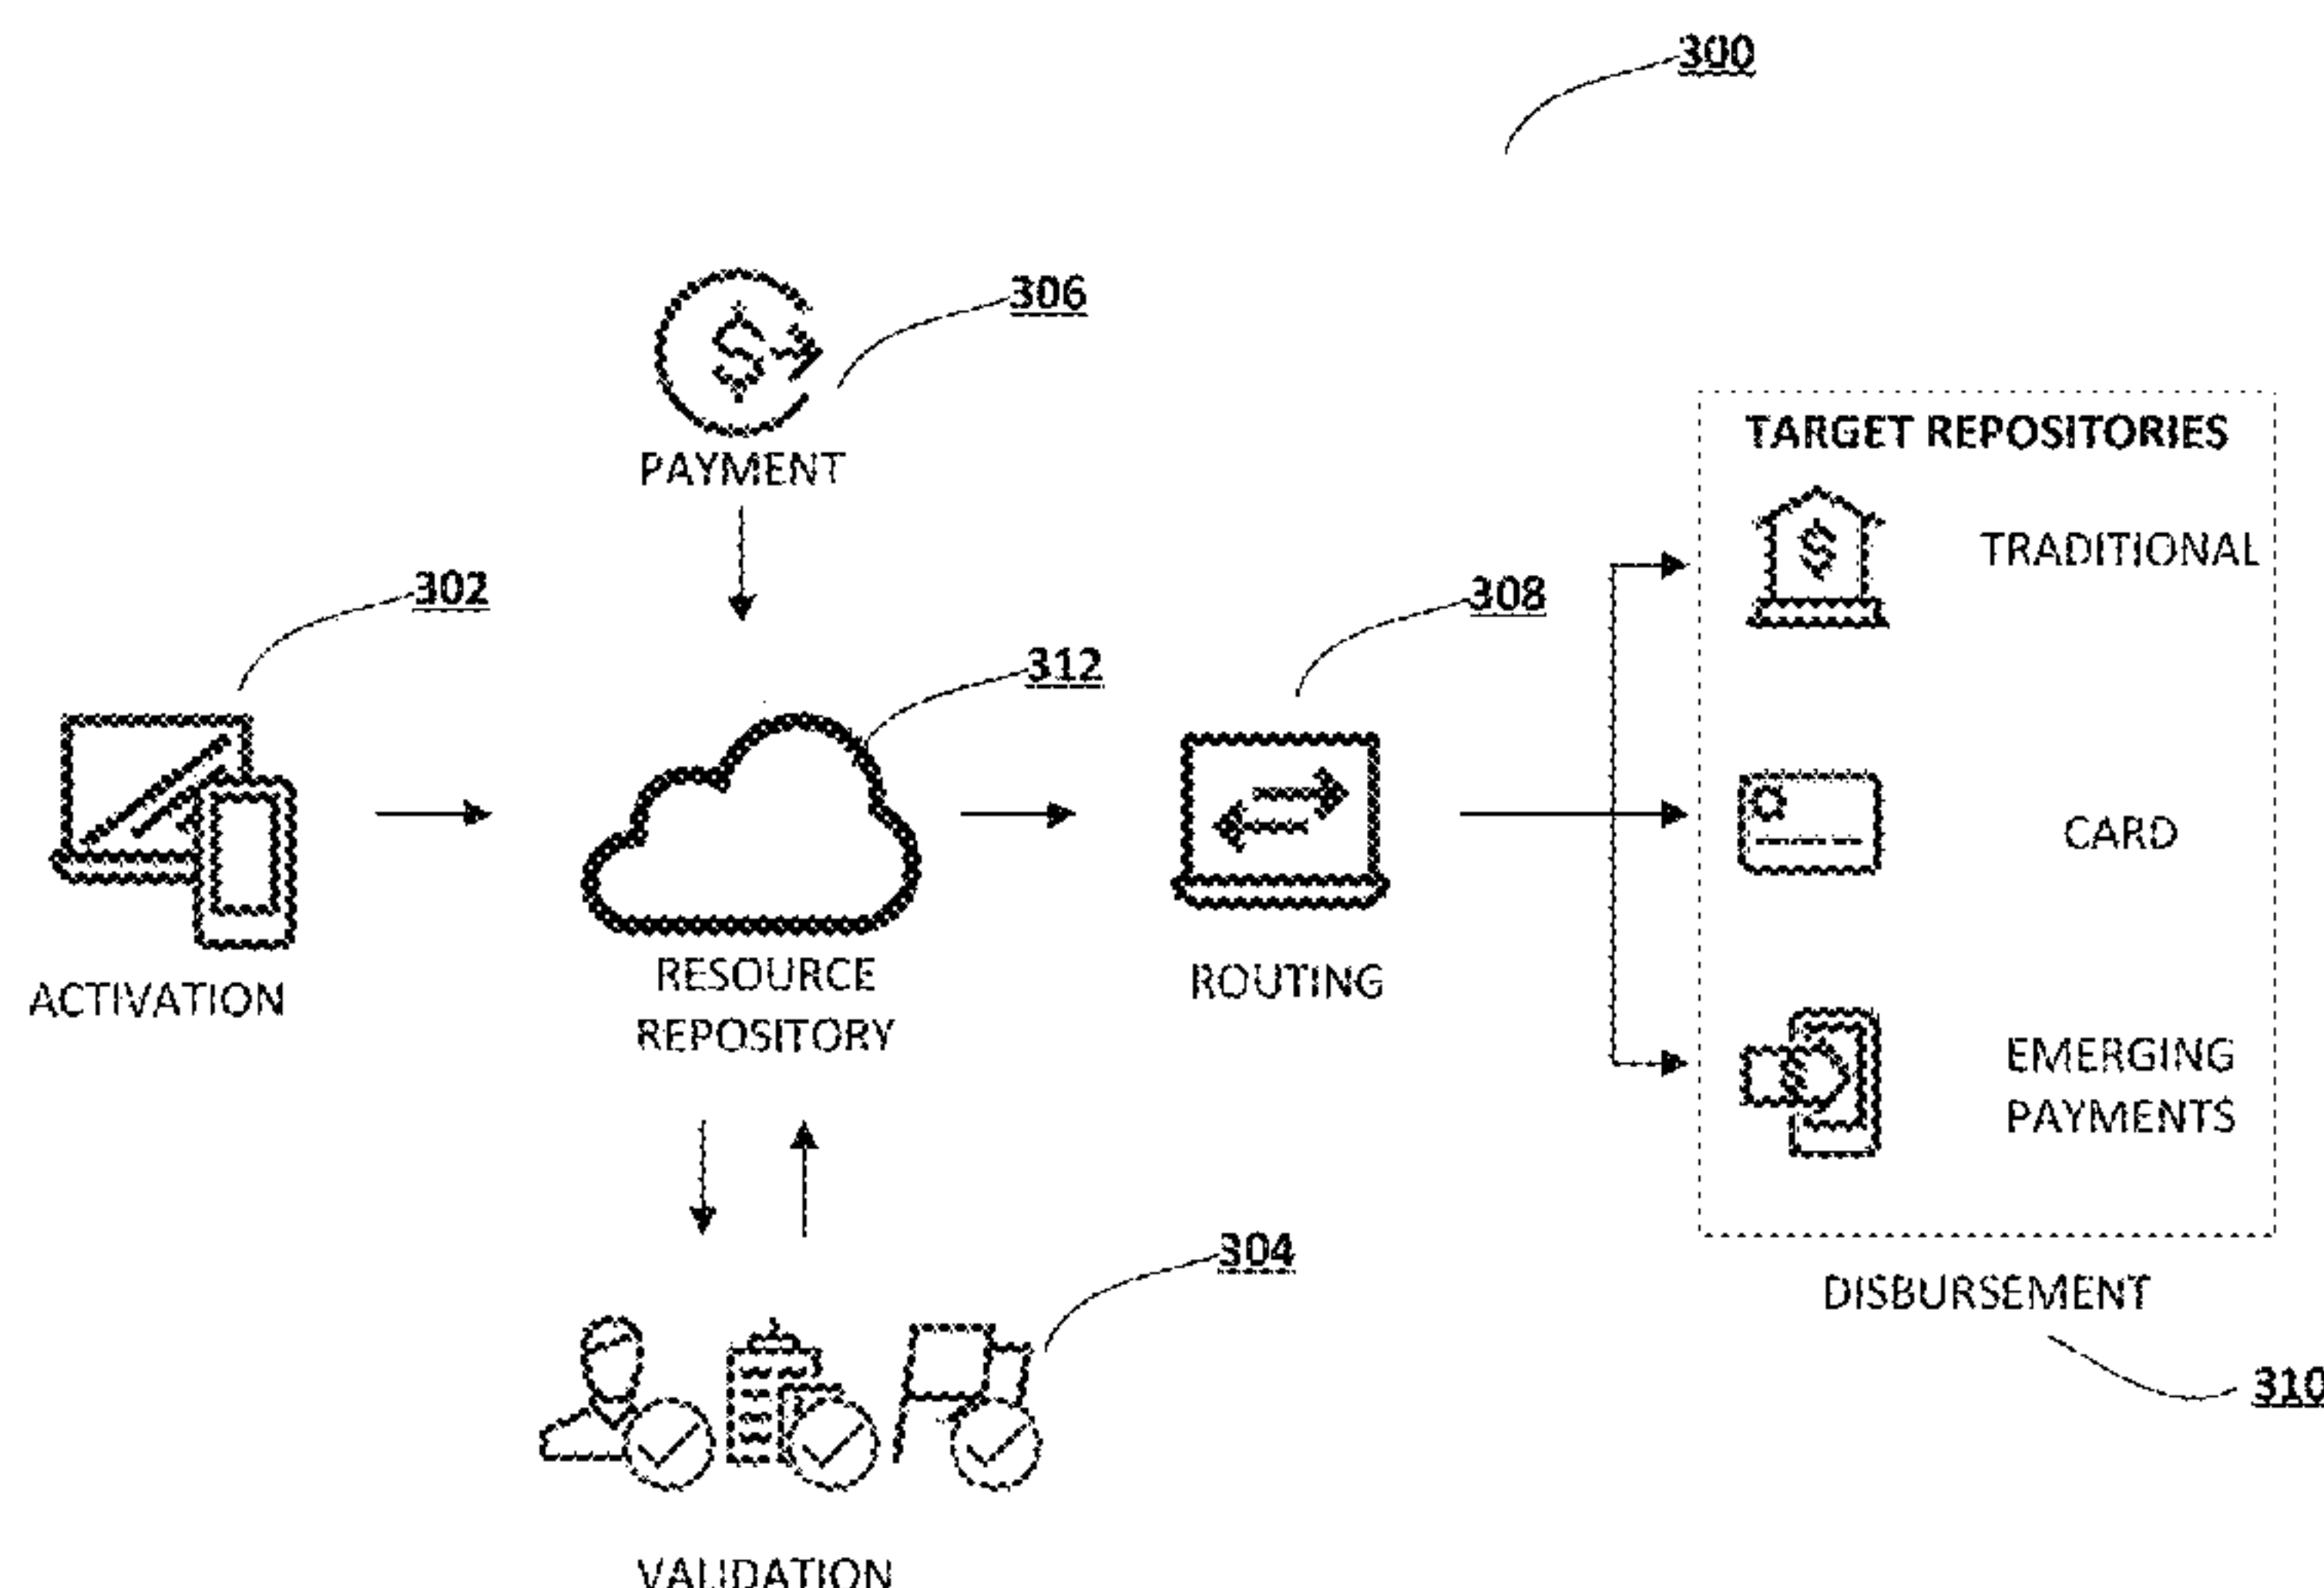 300
306
PAYMENT
TARGET REPOSITORIES
TRADITIONAL
302
308
312
CARD
RESOURCE
REPOSITORY
ROUTING
ACTIVATION
EMERGING
PAYMENTS
304
DISBURSEMENT
310
VALIDATION